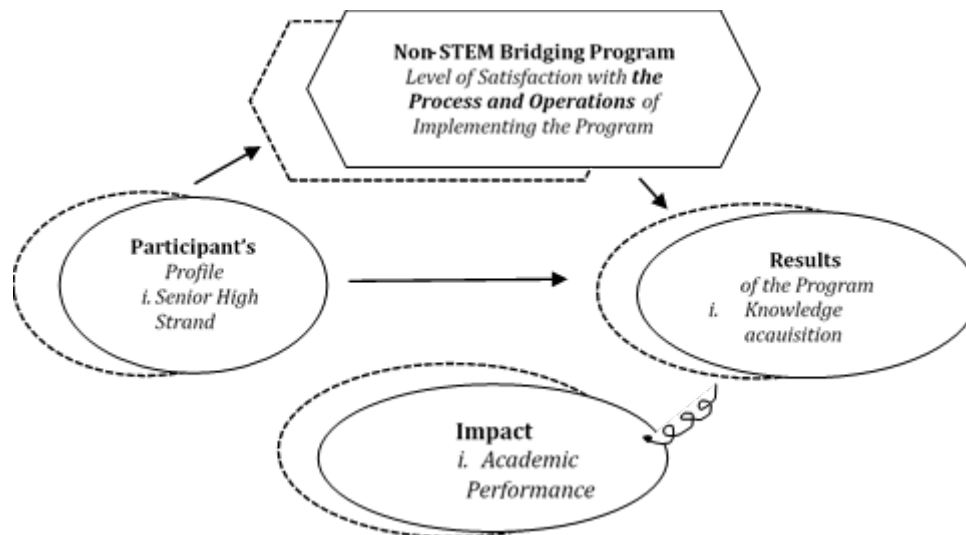 Non-STEM Bridging Program
Level of Satisfaction with the
Process and Operations of
Implementing the Program
Participant's
Profile
i. Senior High
Strand
Results
of the Program
i. Knowledge
acquisition
Impact
i. Academic
Performance